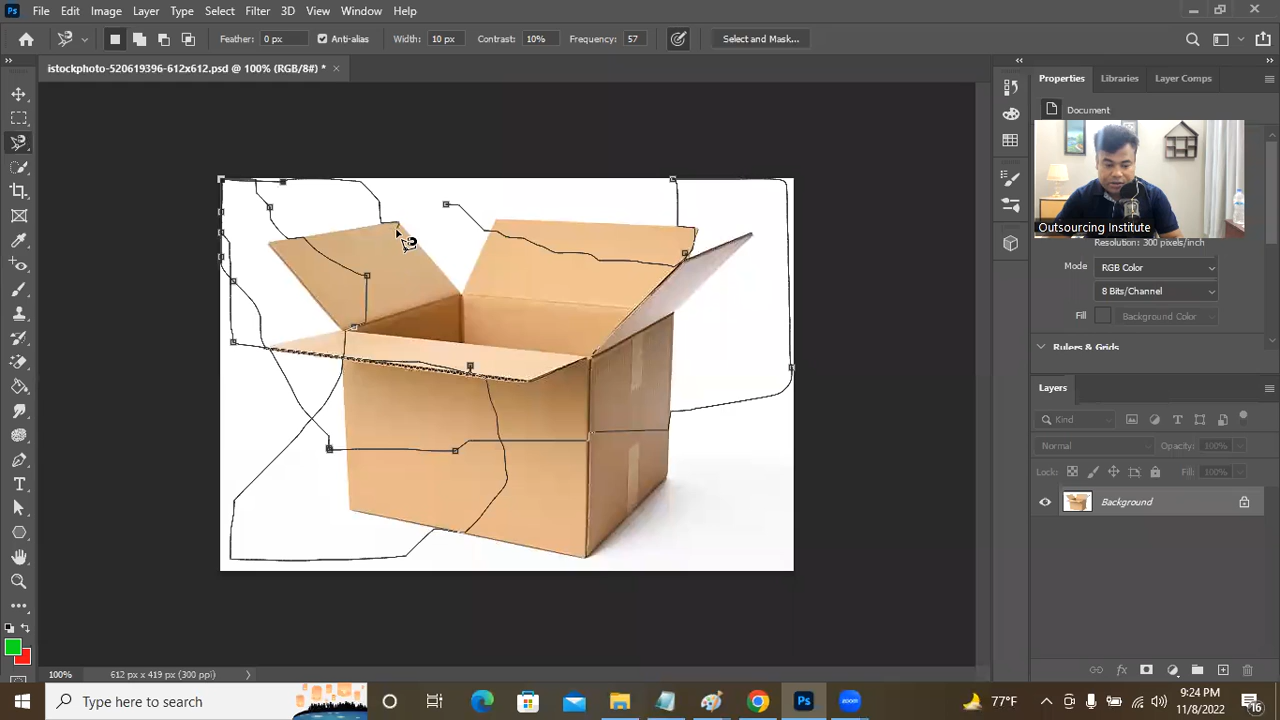 Ps File Edit Image Layer Type Select Filter 3D View Window Help
Feather: 0 px Anti-alias Width: 10 px Contrast: 10% Frequency: 57 Select and Mask...
istockphoto-520619396-612x612.psd @ 100% (RGB/8#) *
Properties Libraries Layer Comps
Document
Outsourcing Institute
Resolution: 300 pixels/inch
Mode RGB Color
8 Bits/Channel
Fill Background Color
Rulers & Grids
Layers
Kind
Normal Opacity: 100%
Lock: Fill: 100%
Background
100% 612 px x 419 px (300 ppi)
Type here to search
Ps
77°F
9:24 PM
11/8/2022
16